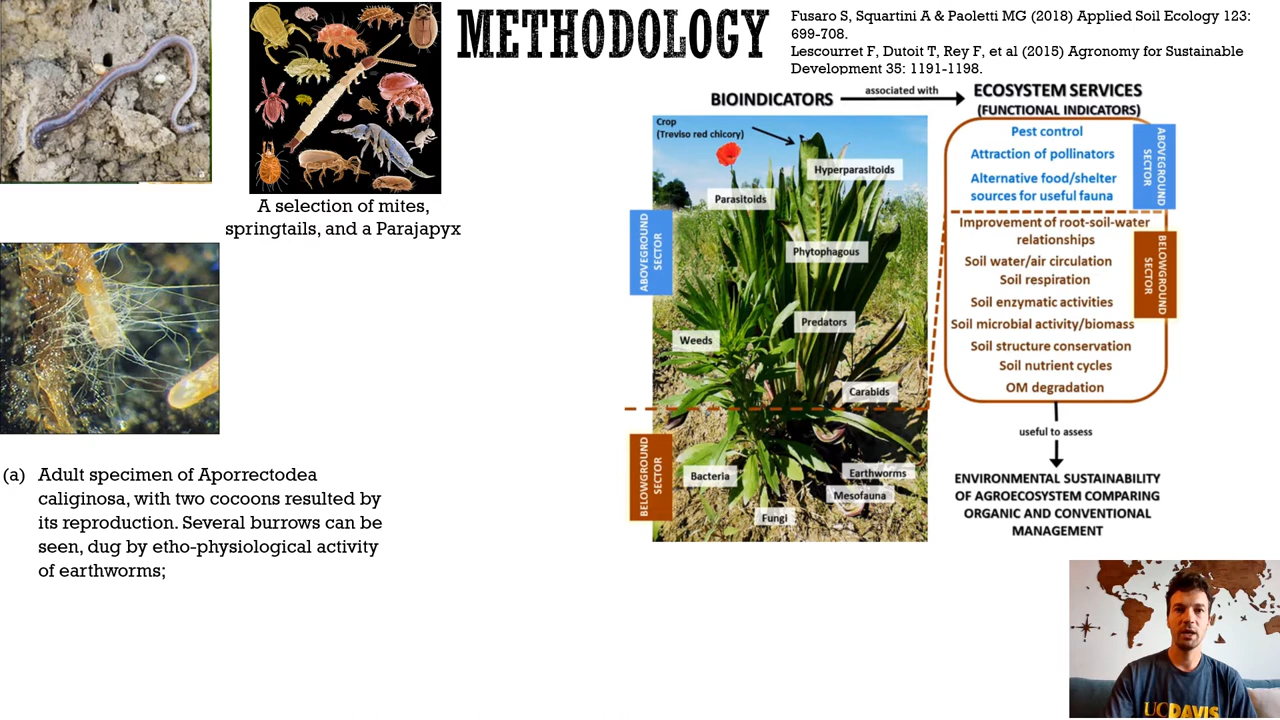 METHODOLOGY
Fusaro S, Squartini A & Paoletti MG (2018) Applied Soil Ecology 123:
699-708.
Lescourret F, Dutoit T, Rey F, et al (2015) Agronomy for Sustainable
Development 35: 1191-1198.
a
A selection of mites,
springtails, and a Parajapyx
(a) Adult specimen of Aporrectodea
caliginosa, with two cocoons resulted by
its reproduction. Several burrows can be
seen, dug by etho-physiological activity
of earthworms;
BIOINDICATORS
associated with
ECOSYSTEM SERVICES
(FUNCTIONAL INDICATORS)
Crop
(Treviso red chicory)
Hyperparasitoids
Parasitoids
Phytophagous
Predators
Weeds
Carabids
Bacteria
Earthworms
Mesofauna
Fungi
ABOVEGROUND
SECTOR
BELOWGROUND
SECTOR
Pest control
Attraction of pollinators
Alternative food/shelter
sources for useful fauna
ABOVEGROUND
SECTOR
Improvement of root-soil-water
relationships
Soil water/air circulation
Soil respiration
Soil enzymatic activities
Soil microbial activity/biomass
Soil structure conservation
Soil nutrient cycles
OM degradation
BELOWGROUND
SECTOR
useful to assess
ENVIRONMENTAL SUSTAINABILITY
OF AGROECOSYSTEM COMPARING
ORGANIC AND CONVENTIONAL
MANAGEMENT
UCDAVIS